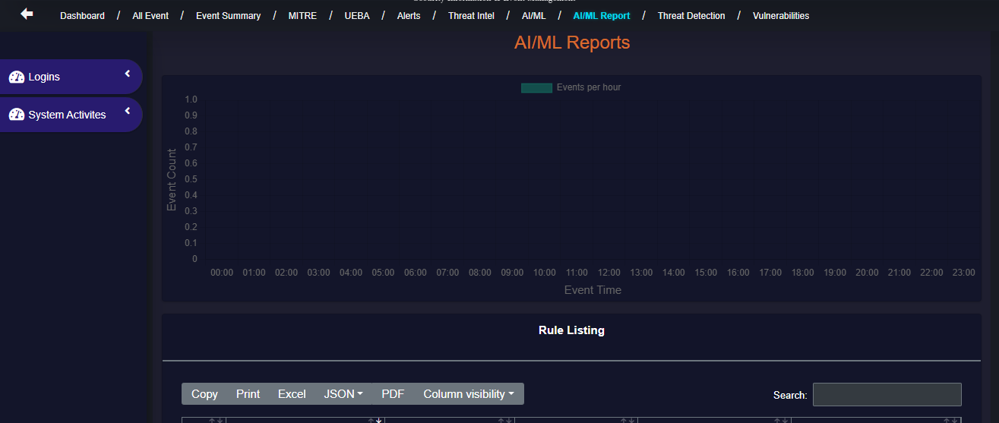 Security Information & Event Management
Dashboard / All Event / Event Summary / MITRE / UEBA / Alerts / Threat Intel / AI/ML / AI/ML Report / Threat Detection / Vulnerabilities
AI/ML Reports
Logins
System Activites
Events per hour
1.0
0.9
0.8
0.7
0.6
0.5
0.4
0.3
0.2
0.1
0
Event Count
00:00 01:00 02:00 03:00 04:00 05:00 06:00 07:00 08:00 09:00 10:00 11:00 12:00 13:00 14:00 15:00 16:00 17:00 18:00 19:00 20:00 21:00 22:00 23:00
Event Time
Rule Listing
Copy Print Excel JSON PDF Column visibility
Search: